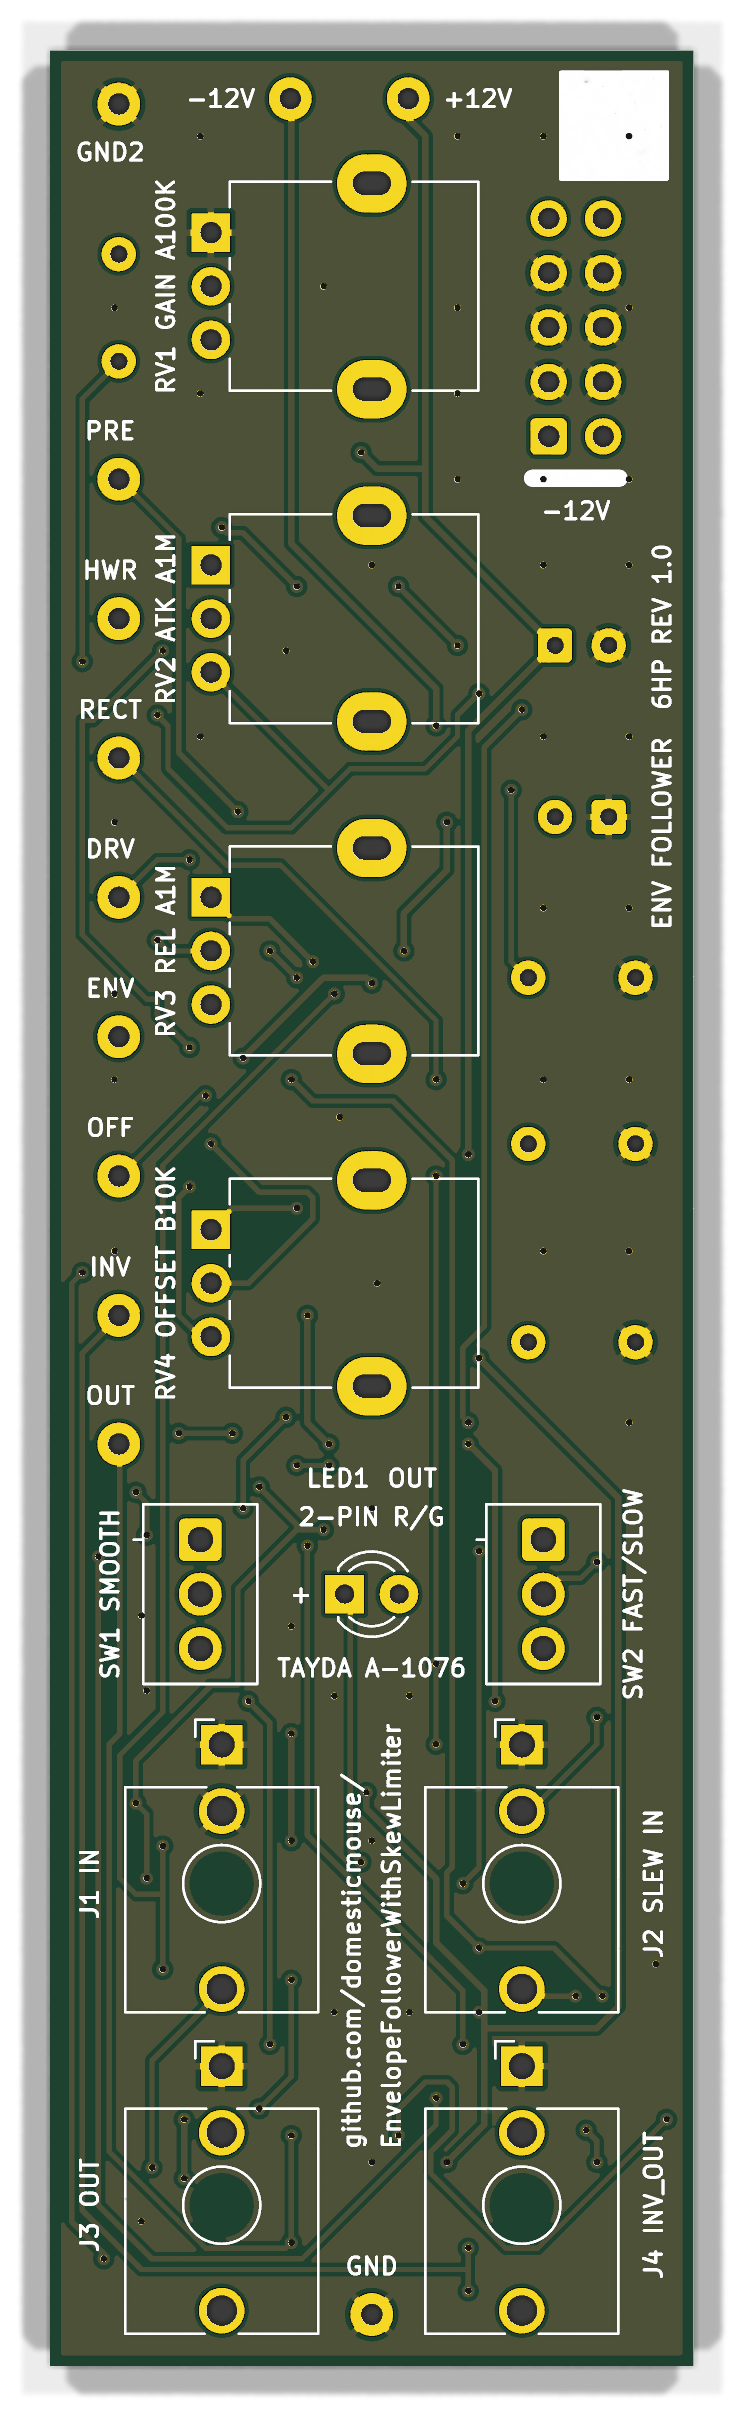 -12V
+12V
GND2
RV1 GAIN A100K
PRE
-12V
HWR
RV2 ATK A1M
ENV FOLLOWER 6HP REV 1.0
RECT
DRV
RV3 REL A1M
ENV
OFF
RV4 OFFSET B10K
INV
OUT
LED1 OUT
2-PIN R/G
SW1 SMOOTH
+
SW2 FAST/SLOW
TAYDA A-1076
github.com/domesticmouse/
EnvelopeFollowerWithSkewLimiter
J1 IN
J2 SLEW IN
J3 OUT
J4 INV_OUT
GND